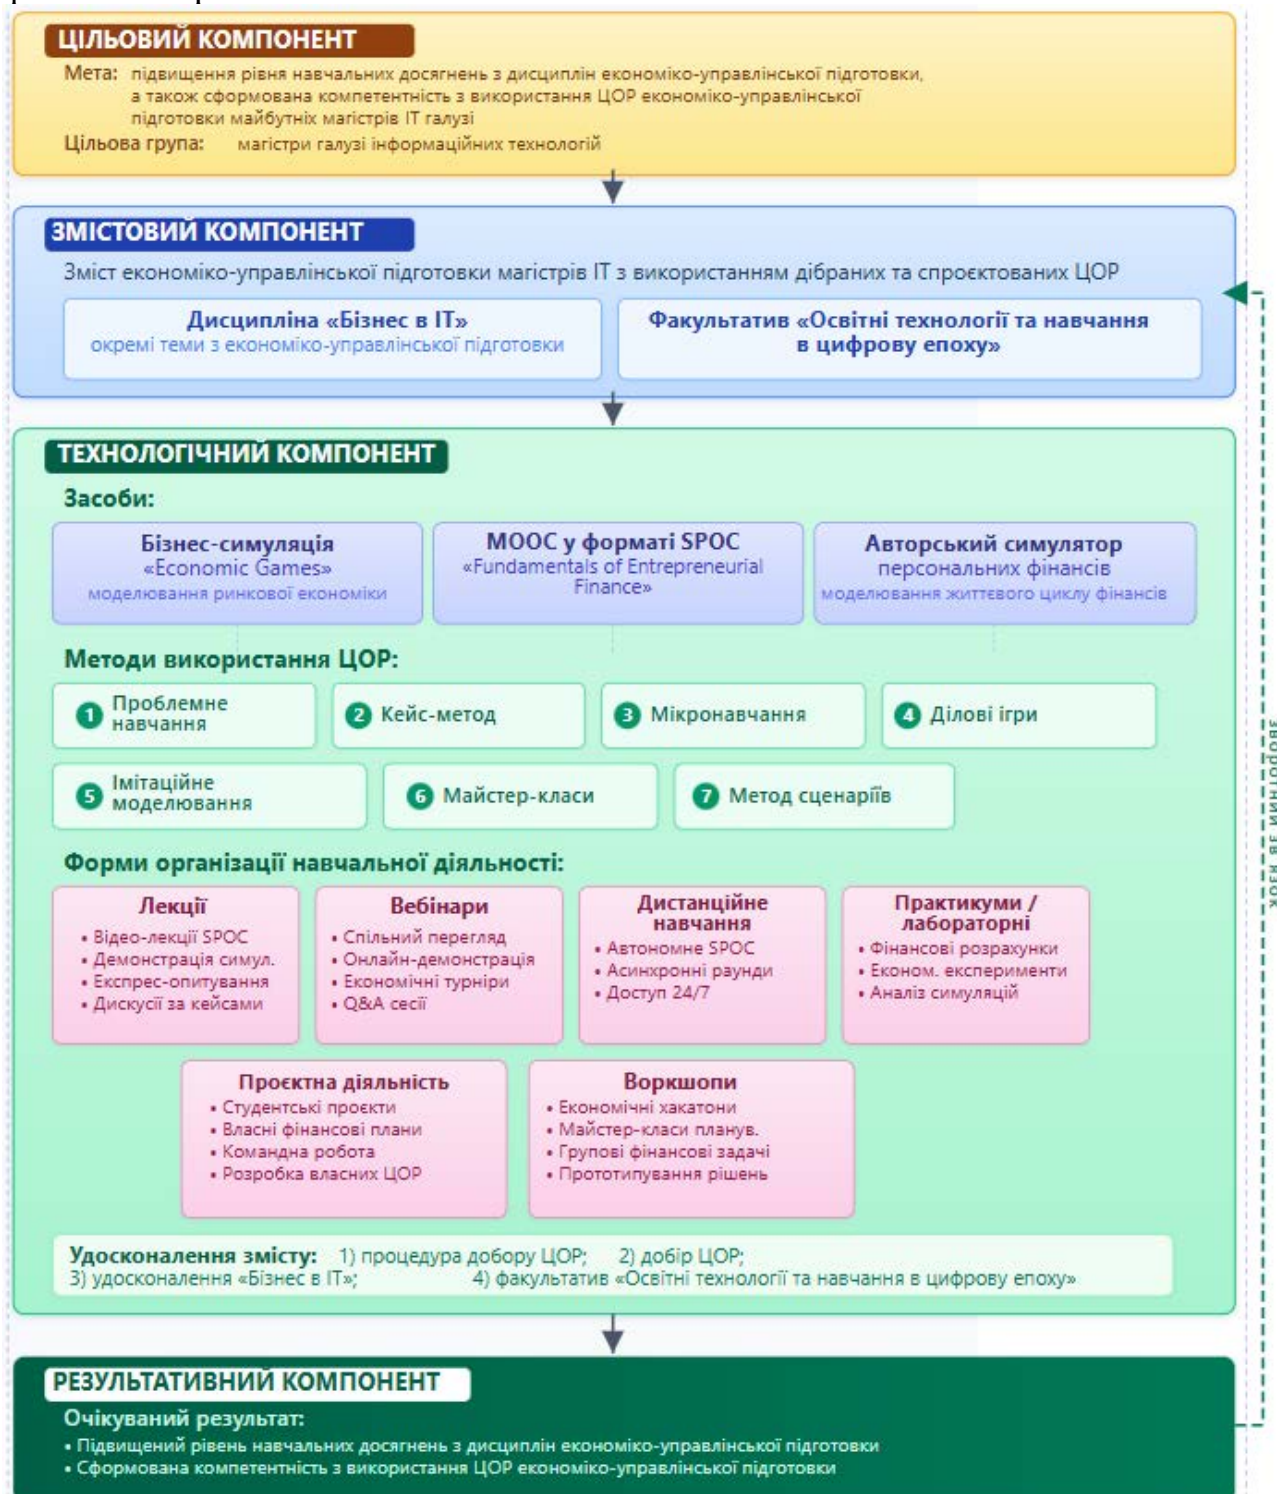 ЦІЛЬОВИЙ КОМПОНЕНТ
Мета: підвищення рівня навчальних досягнень з дисциплін економіко-управлінської підготовки,
а також сформована компетентність з використання ЦОР економіко-управлінської
підготовки майбутніх магістрів ІТ галузі
Цільова група: магістри галузі інформаційних технологій
ЗМІСТОВИЙ КОМПОНЕНТ
Зміст економіко-управлінської підготовки магістрів ІТ з використанням дібраних та спроєктованих ЦОР
Дисципліна «Бізнес в ІТ»
окремі теми з економіко-управлінської підготовки
Факультатив «Освітні технології та навчання
в цифрову епоху»
ТЕХНОЛОГІЧНИЙ КОМПОНЕНТ
Засоби:
Бізнес-симуляція
«Economic Games»
моделювання ринкової економіки
МООС у форматі SPOC
«Fundamentals of Entrepreneurial
Finance»
Авторський симулятор
персональних фінансів
моделювання життєвого циклу фінансів
Методи використання ЦОР:
1 Проблемне
навчання
2 Кейс-метод
3 Мікронавчання
4 Ділові ігри
5 Імітаційне
моделювання
6 Майстер-класи
7 Метод сценаріїв
Форми організації навчальної діяльності:
Лекції
• Відео-лекції SPOC
• Демонстрація симул.
• Експрес-опитування
• Дискусії за кейсами
Вебінари
• Спільний перегляд
• Онлайн-демонстрація
• Економічні турніри
• Q&A сесії
Дистанційне
навчання
• Автономне SPOC
• Асинхронні раунди
• Доступ 24/7
Практикуми /
лабораторні
• Фінансові розрахунки
• Економ. експерименти
• Аналіз симуляцій
Проєктна діяльність
• Студентські проєкти
• Власні фінансові плани
• Командна робота
• Розробка власних ЦОР
Воркшопи
• Економічні хакатони
• Майстер-класи планув.
• Групові фінансові задачі
• Прототипування рішень
Удосконалення змісту: 1) процедура добору ЦОР; 2) добір ЦОР;
3) удосконалення «Бізнес в ІТ»; 4) факультатив «Освітні технології та навчання в цифрову епоху»
РЕЗУЛЬТАТИВНИЙ КОМПОНЕНТ
Очікуваний результат:
• Підвищений рівень навчальних досягнень з дисциплін економіко-управлінської підготовки
• Сформована компетентність з використання ЦОР економіко-управлінської підготовки